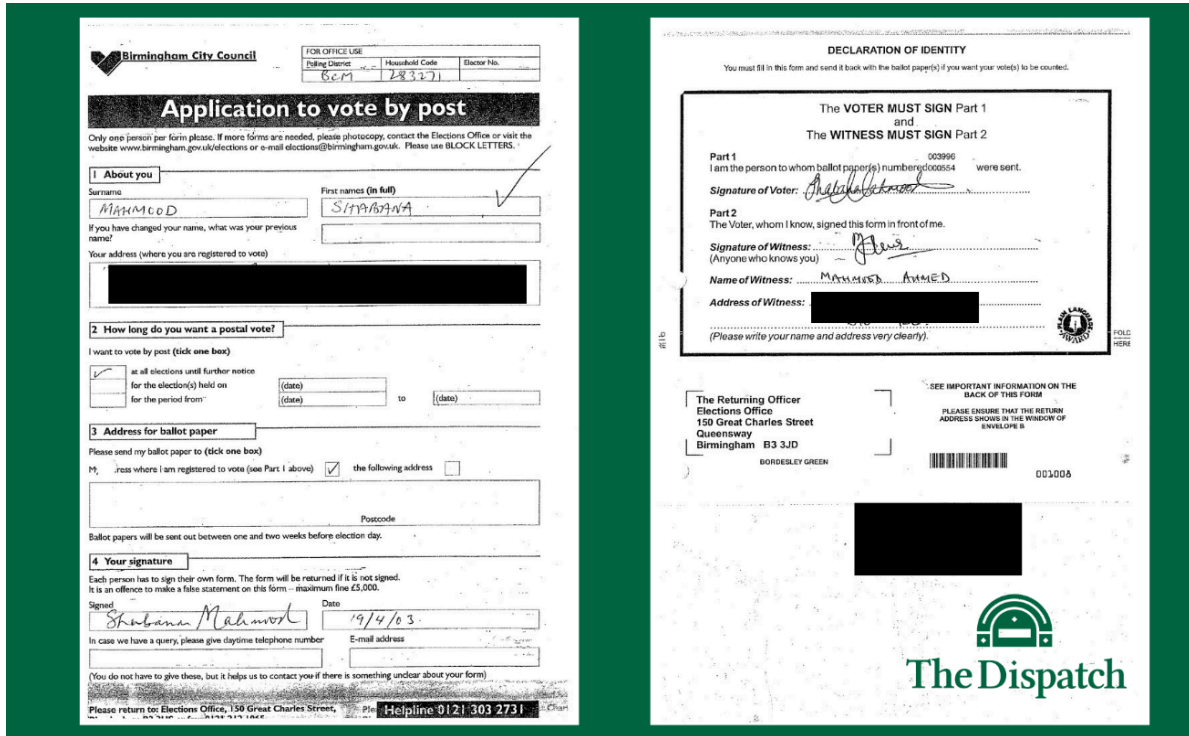 Birmingham City Council
FOR OFFICE USE
Polling District
Household Code
Elector No.
BCM
283271
Application to vote by post
Only one person per form please. If more forms are needed, please photocopy, contact the Elections Office or visit the
website www.birmingham.gov.uk/elections or e-mail elections@birmingham.gov.uk. Please use BLOCK LETTERS.
1 About you
Surname
First names (in full)
MAHMOOD
SHABANA
If you have changed your name, what was your previous
name?
Your address (where you are registered to vote)
2 How long do you want a postal vote?
I want to vote by post (tick one box)
at all elections until further notice
for the election(s) held on
(date)
for the period from
(date)
to
(date)
3 Address for ballot paper
Please send my ballot paper to (tick one box)
address where I am registered to vote (see Part 1 above)
the following address
Postcode
Ballot papers will be sent out between one and two weeks before election day.
4 Your signature
Each person has to sign their own form. The form will be returned if it is not signed.
It is an offence to make a false statement on this form – maximum fine £5,000.
Signed
Date
Shabana Mahmood
19/4/03.
In case we have a query, please give daytime telephone number
E-mail address
(You do not have to give these, but it helps us to contact you if there is something unclear about your form)
Please return to: Elections Office, 150 Great Charles Street,
Helpline 0121 303 2731
DECLARATION OF IDENTITY
You must fill in this form and send it back with the ballot paper(s) if you want your vote(s) to be counted.
The VOTER MUST SIGN Part 1
and
The WITNESS MUST SIGN Part 2
Part 1
003996
I am the person to whom ballot paper(s) numbered 000554 were sent.
Signature of Voter: Shabana Mahmood
Part 2
The Voter, whom I know, signed this form in front of me.
Signature of Witness:
(Anyone who knows you)
Name of Witness: MAHMOOD AHMED
Address of Witness:
(Please write your name and address very clearly).
PLAIN LANGUAGE
AWARD
FOLD
HERE
The Returning Officer
Elections Office
150 Great Charles Street
Queensway
Birmingham B3 3JD
BORDESLEY GREEN
SEE IMPORTANT INFORMATION ON THE
BACK OF THIS FORM
PLEASE ENSURE THAT THE RETURN
ADDRESS SHOWS IN THE WINDOW OF
ENVELOPE B
001008
The Dispatch